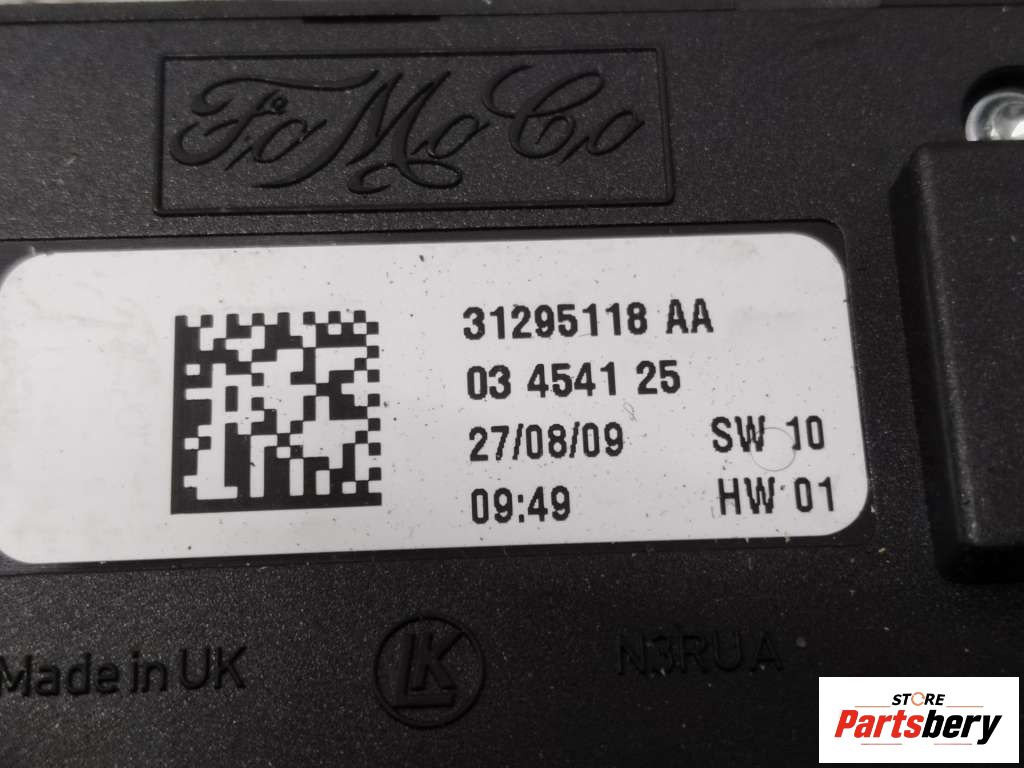 FoMoCo
31295118 AA
03 4541 25
27/08/09 SW 10
09:49 HW 01
Made in UK LK N3RUA
STORE
Partsbery